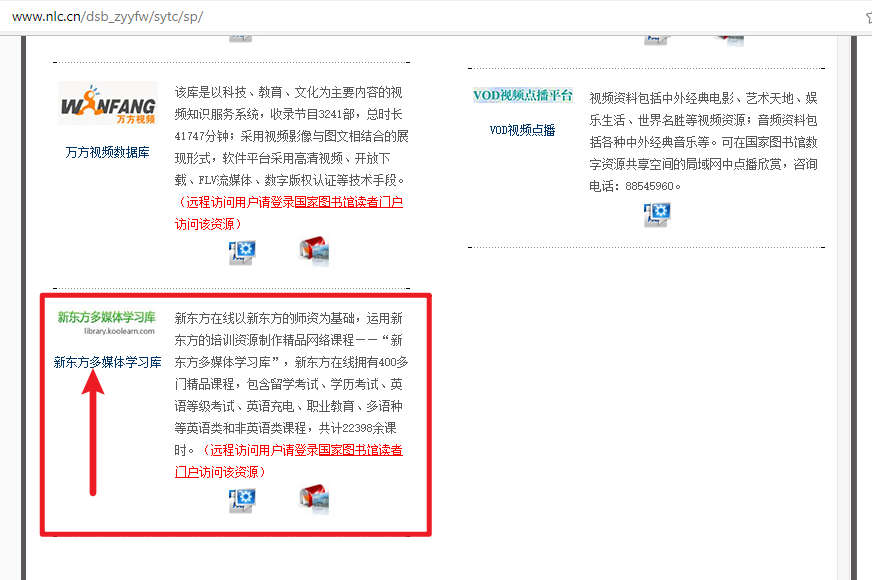 www.nlc.cn/dsb_zyyfw/sytc/sp/
WANFANG
万方视频
万方视频数据库
该库是以科技、教育、文化为主要内容的视
频知识服务系统，收录节目3241部，总时长
41747分钟；采用视频影像与图文相结合的展
现形式，软件平台采用高清视频、开放下
载、FLV流媒体、数字版权认证等技术手段。
（远程访问用户请登录国家图书馆读者门户
访问该资源）
新东方多媒体学习库
library.koolearn.com
新东方多媒体学习库
新东方在线以新东方的师资为基础，运用新
东方的培训资源制作精品网络课程－－“新
东方多媒体学习库”，新东方在线拥有400多
门精品课程，包含留学考试、学历考试、英
语等级考试、英语充电、职业教育、多语种
等英语类和非英语类课程，共计22398余课
时。（远程访问用户请登录国家图书馆读者
门户访问该资源）
VOD视频点播平台
VOD视频点播
视频资料包括中外经典电影、艺术天地、娱
乐生活、世界名胜等视频资源；音频资料包
括各种中外经典音乐等。可在国家图书馆数
字资源共享空间的局域网中点播欣赏，咨询
电话：88545960。